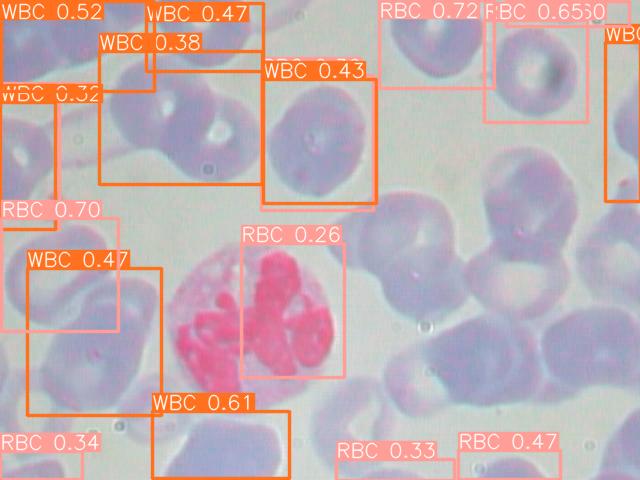 WBC 0.52
WBC 0.47
RBC 0.72
RBC 0.65
WBC 0.38
WBC 0.43
WBC 0.32
RBC 0.70
RBC 0.26
WBC 0.47
WBC 0.61
RBC 0.34
RBC 0.33
RBC 0.47